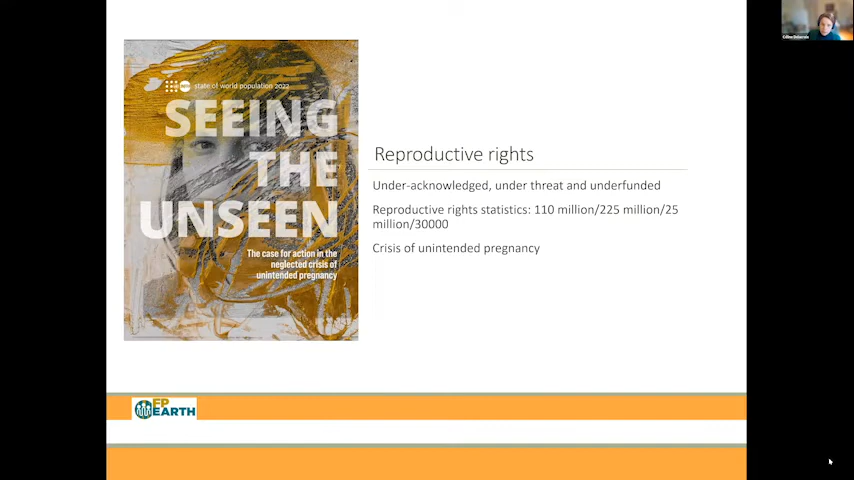 state of world population 2022
SEEING
THE
UNSEEN
The case for action in the
neglected crisis of
unintended pregnancy
Reproductive rights
Under-acknowledged, under threat and underfunded
Reproductive rights statistics: 110 million/225 million/25
million/30000
Crisis of unintended pregnancy
FP
EARTH